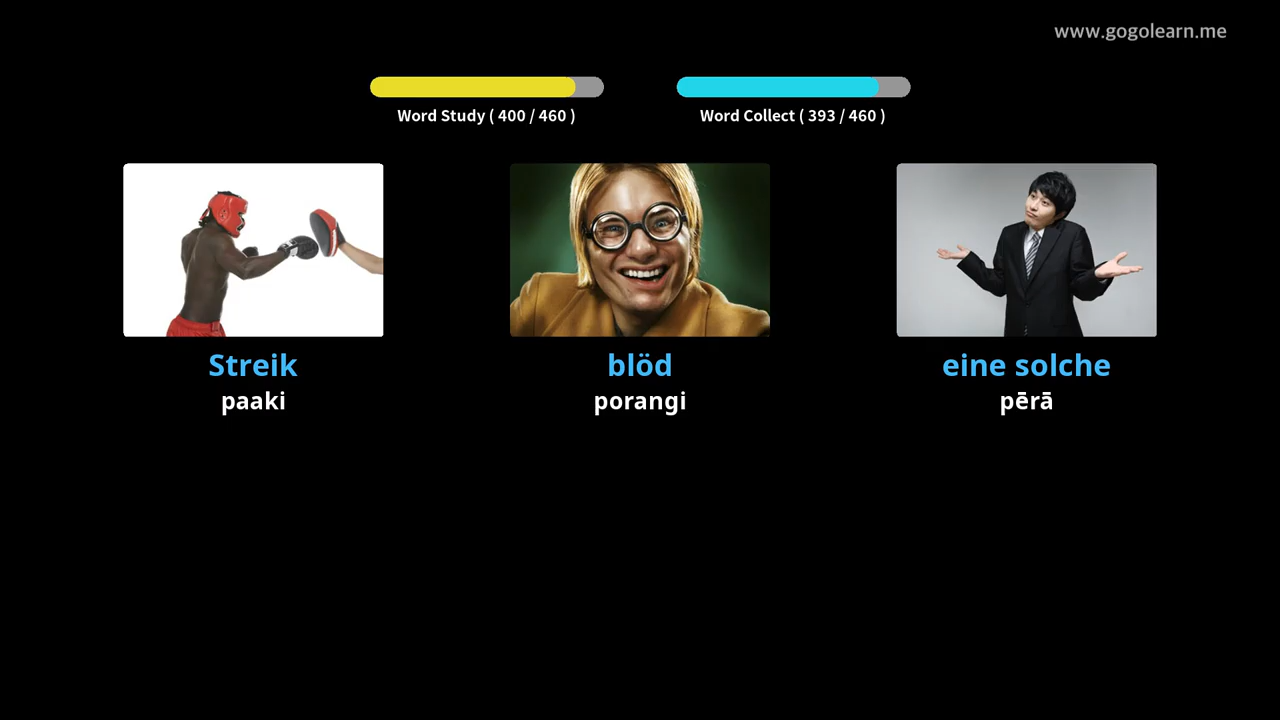 www.gogolearn.me
Word Study ( 400 / 460 )
Word Collect ( 393 / 460 )
Streik
paaki
blöd
porangi
eine solche
pērā